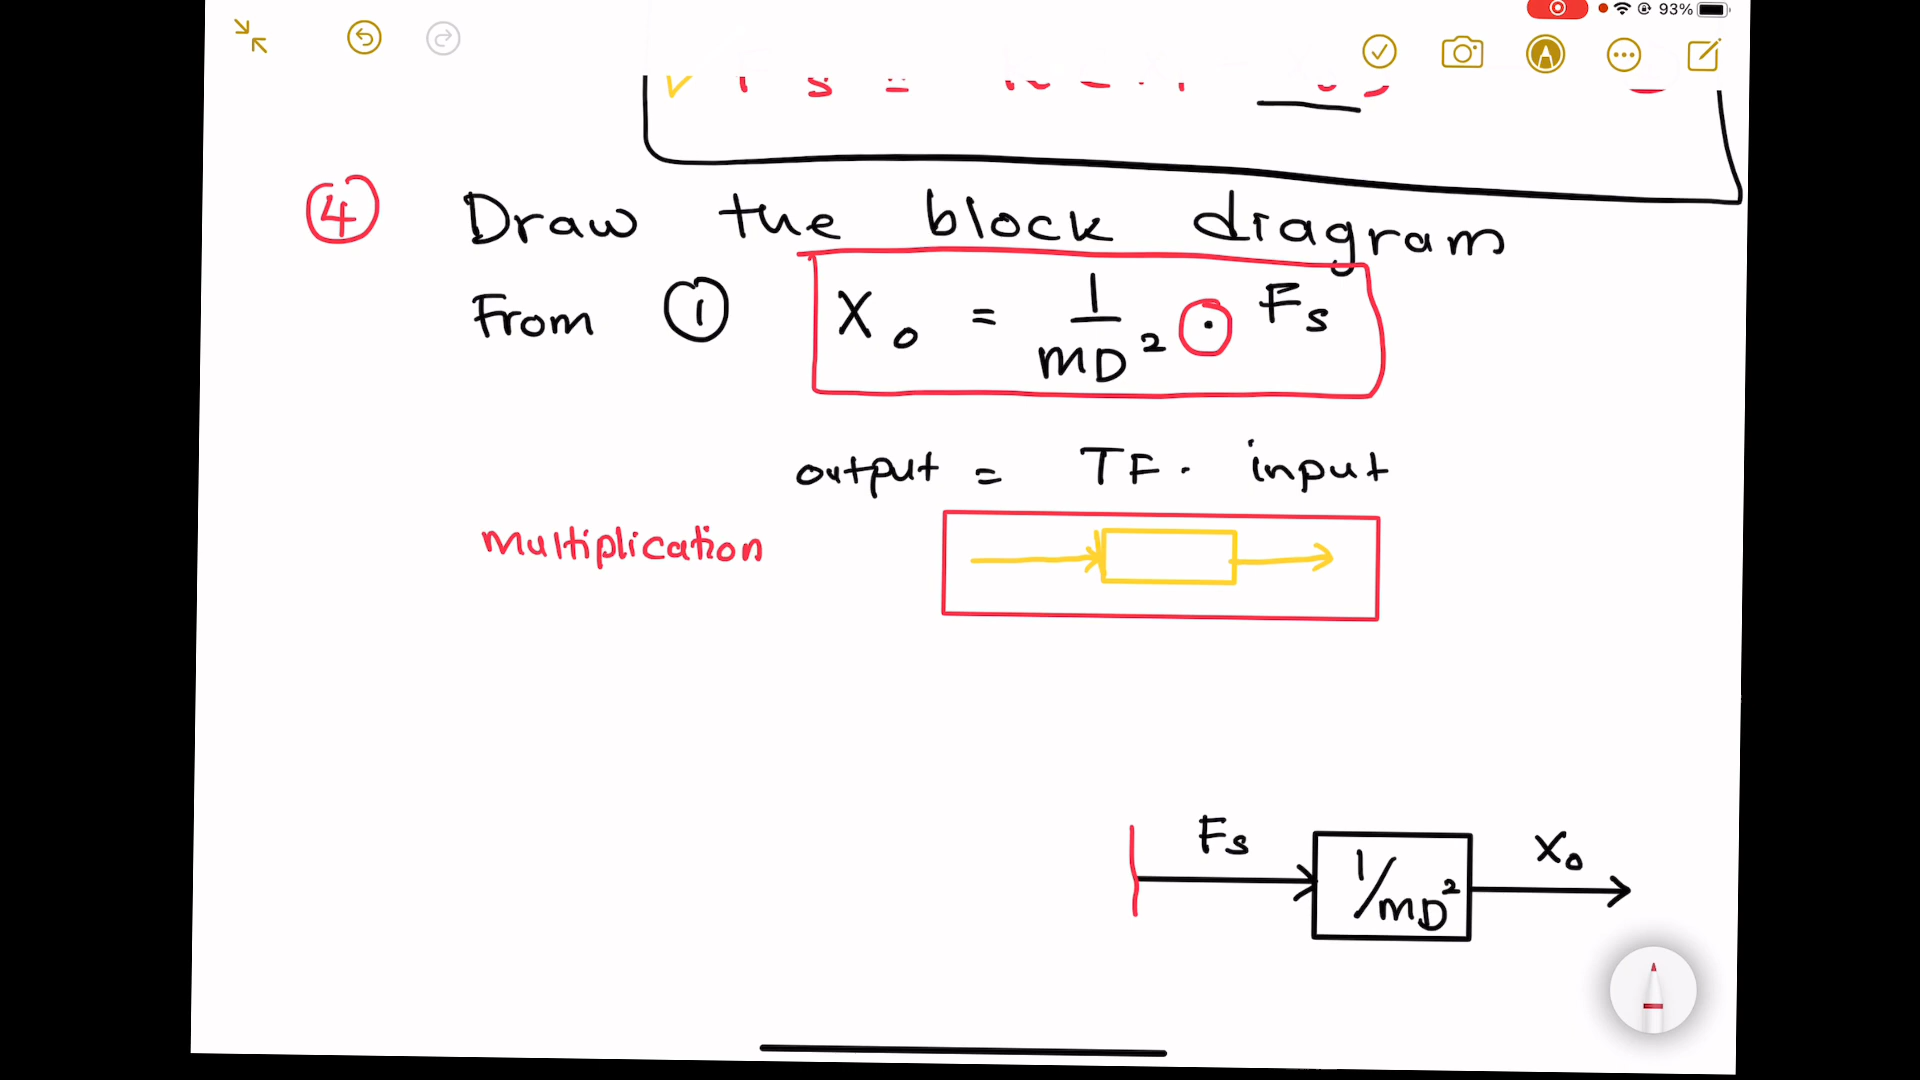 93%
④ Draw the block diagram
From ① X₀ = 1/mD² · Fs
output = TF · input
multiplication
Fs 1/mD² X₀